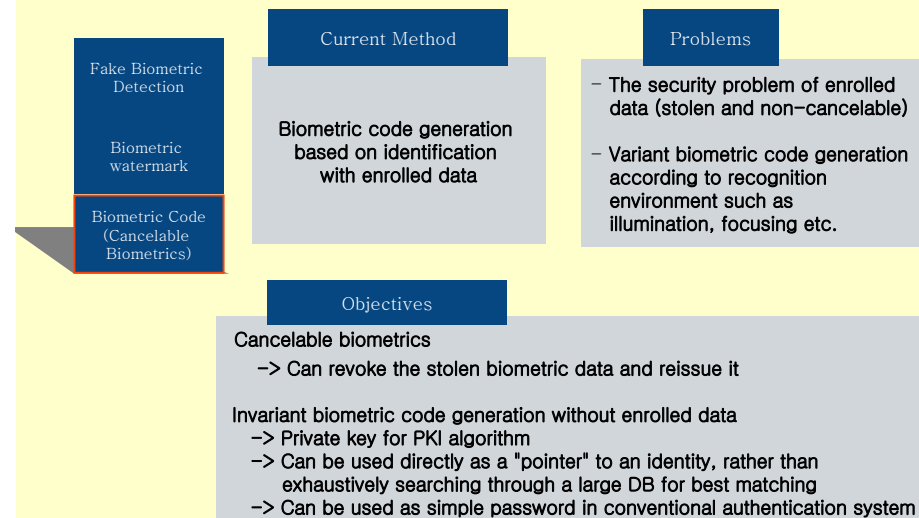 Fake Biometric
Detection
Biometric
watermark
Biometric Code
(Cancelable
Biometrics)
Current Method
Biometric code generation
based on identification
with enrolled data
Problems
- The security problem of enrolled
data (stolen and non-cancelable)
- Variant biometric code generation
according to recognition
environment such as
illumination, focusing etc.
Objectives
Cancelable biometrics
-> Can revoke the stolen biometric data and reissue it
Invariant biometric code generation without enrolled data
-> Private key for PKI algorithm
-> Can be used directly as a "pointer" to an identity, rather than
exhaustively searching through a large DB for best matching
-> Can be used as simple password in conventional authentication system